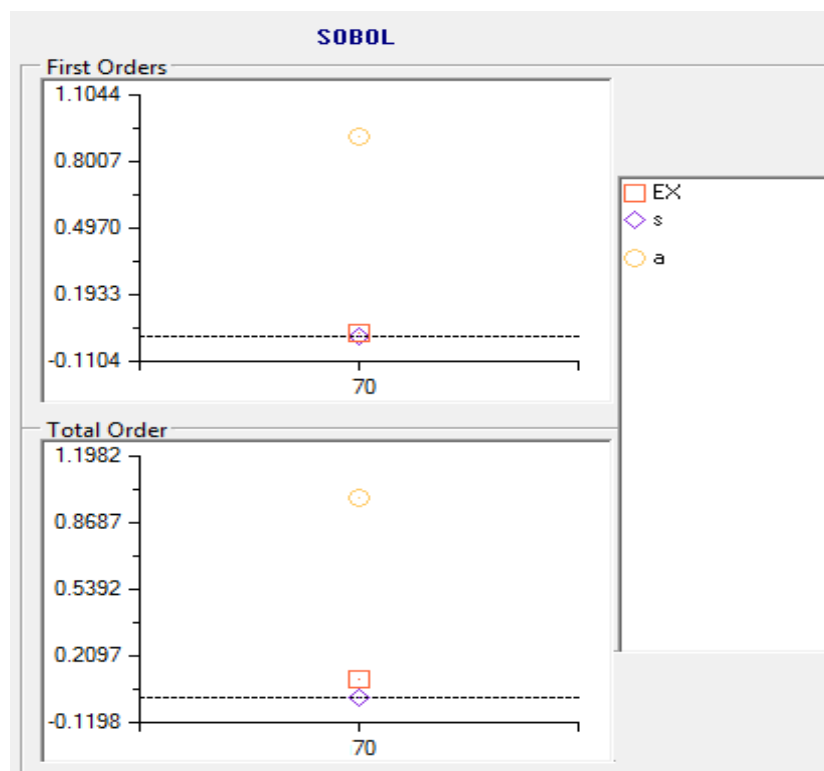 SOBOL
First Orders
1.1044
0.8007
0.4970
0.1933
-0.1104
70
EX
s
a
Total Order
1.1982
0.8687
0.5392
0.2097
-0.1198
70